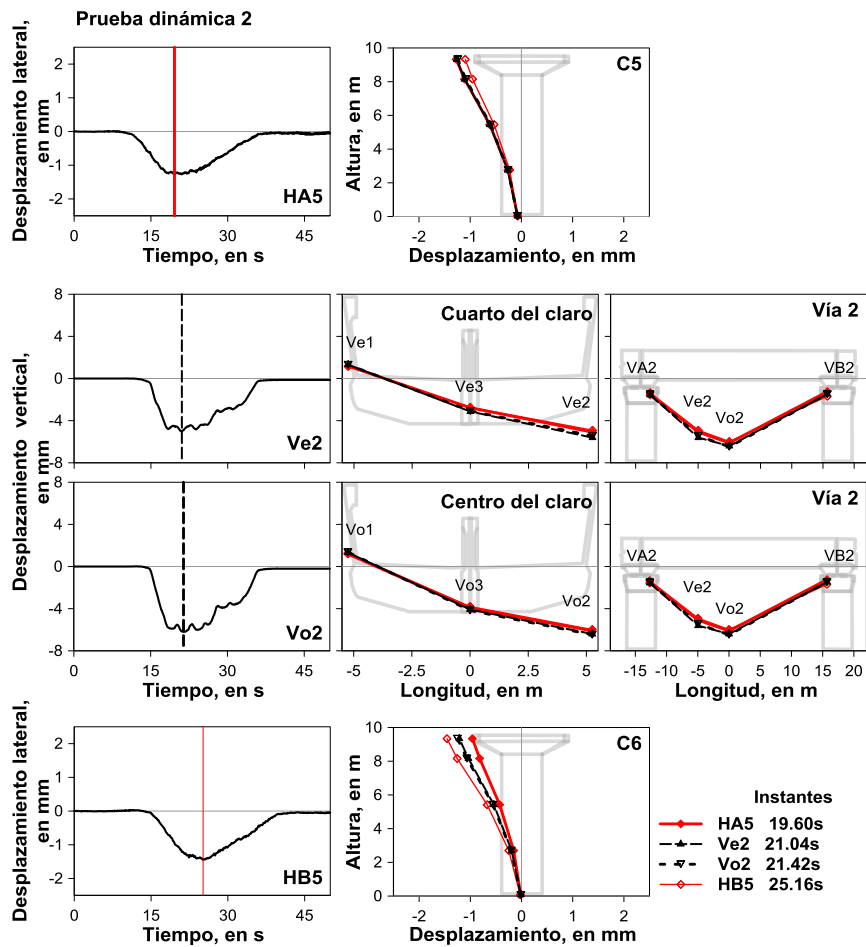 Prueba dinámica 2
Desplazamiento lateral,
en mm
2
1
0
-1
-2
HA5
0 15 30 45
Tiempo, en s
Altura, en m
10
8
6
4
2
0
C5
-2 -1 0 1 2
Desplazamiento, en mm
Desplazamiento vertical,
en mm
8
4
0
-4
-8
Ve2
Cuarto del claro
Ve1
Ve3
Ve2
Vía 2
VA2
VB2
Ve2
Vo2
8
4
0
-4
-8
Vo2
0 15 30 45
Tiempo, en s
Centro del claro
Vo1
Vo3
Vo2
-5 0 5
Longitud, en m
Vía 2
VA2
VB2
Ve2
Vo2
-15 -10 -5 0 5 10 15 20
Longitud, en m
Desplazamiento lateral,
en mm
2
1
0
-1
-2
HB5
0 15 30 45
Tiempo, en s
Altura, en m
10
8
6
4
2
0
C6
-2 -1 0 1 2
Desplazamiento, en mm
Instantes
HA5 19.60s
Ve2 21.04s
Vo2 21.42s
HB5 25.16s